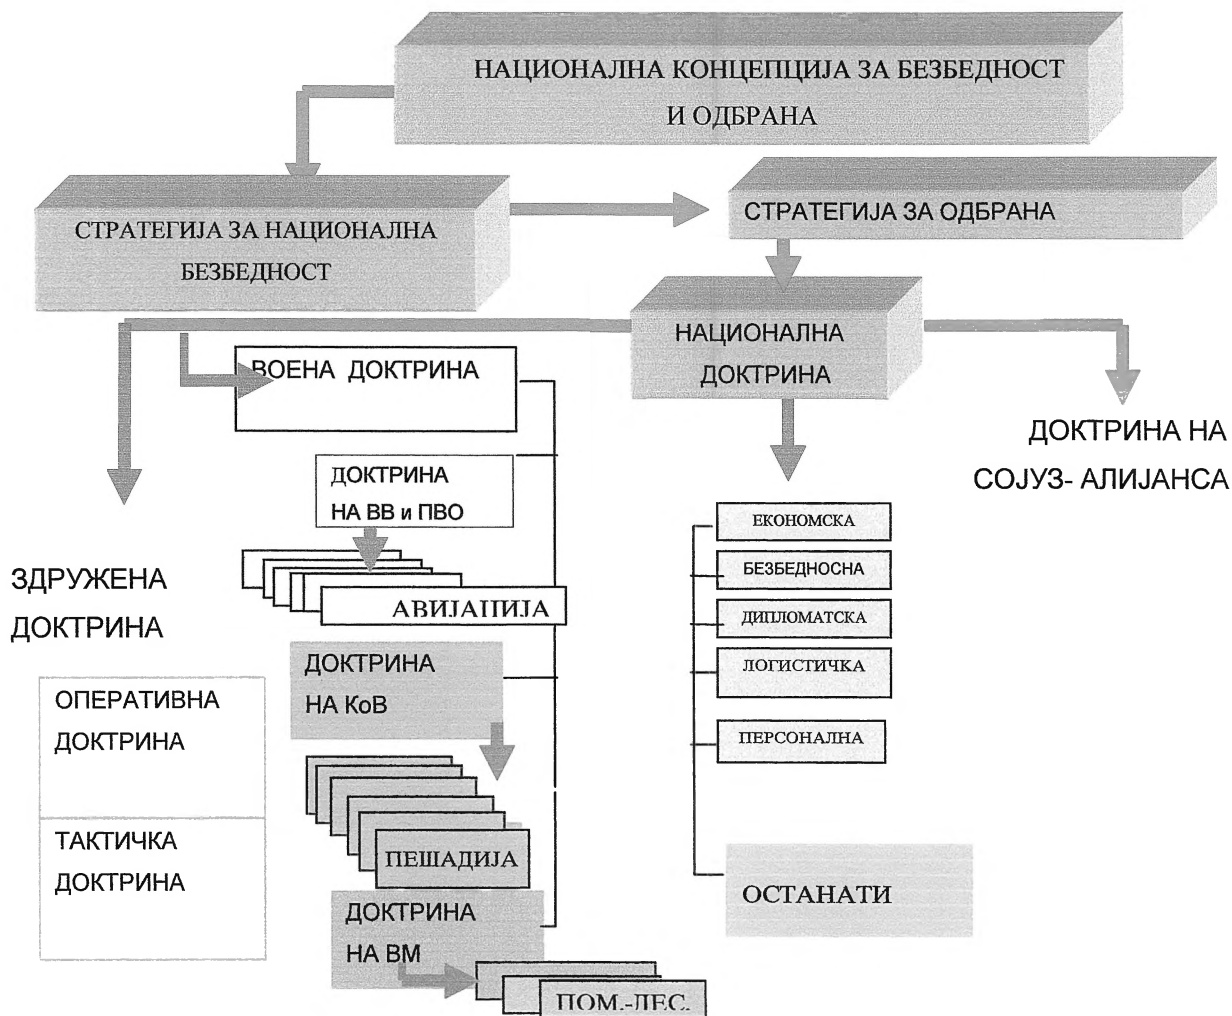 НАЦИОНАЛНА КОНЦЕПЦИЈА ЗА БЕЗБЕДНОСТ
И ОДБРАНА
СТРАТЕГИЈА ЗА НАЦИОНАЛНА
БЕЗБЕДНОСТ
СТРАТЕГИЈА ЗА ОДБРАНА
НАЦИОНАЛНА
ДОКТРИНА
ВОЕНА ДОКТРИНА
ДОКТРИНА НА
СОЈУЗ- АЛИЈАНСА
ДОКТРИНА
НА ВВ и ПВО
АВИЈАЦИЈА
ЗДРУЖЕНА
ДОКТРИНА
ОПЕРАТИВНА
ДОКТРИНА
ТАКТИЧКА
ДОКТРИНА
ДОКТРИНА
НА КоВ
ПЕШАДИЈА
ДОКТРИНА
НА ВМ
ПОМ.-ДЕС.
ЕКОНОМСКА
БЕЗБЕДНОСНА
ДИПЛОМАТСКА
ЛОГИСТИЧКА
ПЕРСОНАЛНА
ОСТАНАТИ